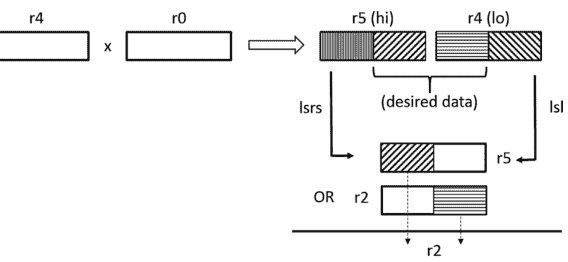 r4 r0 r5 (hi) r4 (lo)
x
(desired data)
lsrs lsl
r5
OR r2
r2